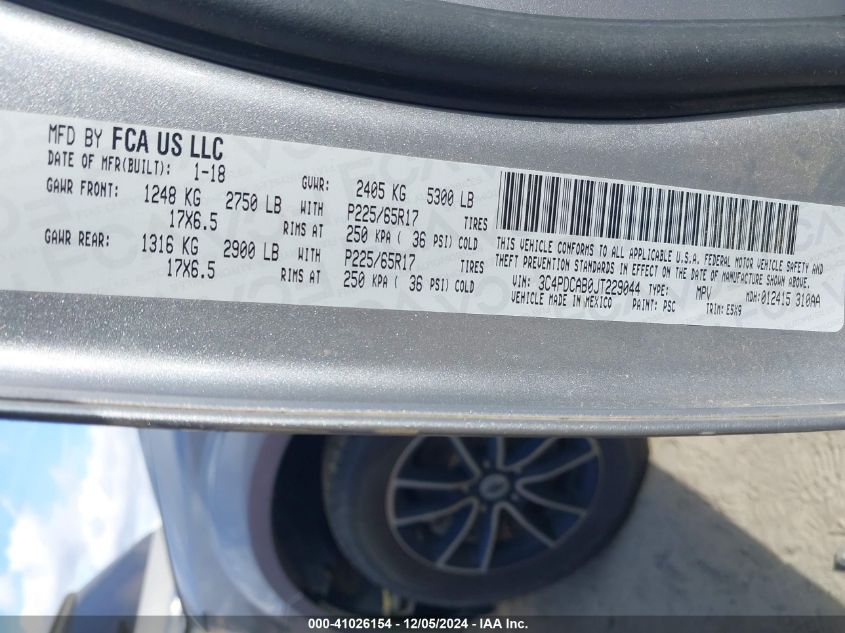 MFD BY FCA US LLC
DATE OF MFR(BUILT): 1-18 GVWR: 2405 KG 5300 LB
GAWR FRONT: 1248 KG 2750 LB WITH P225/65R17 TIRES
17X6.5 RIMS AT 250 KPA ( 36 PSI) COLD
GAWR REAR: 1316 KG 2900 LB WITH P225/65R17 TIRES
17X6.5 RIMS AT 250 KPA ( 36 PSI) COLD
THIS VEHICLE CONFORMS TO ALL APPLICABLE U.S.A. FEDERAL MOTOR VEHICLE SAFETY AND
THEFT PREVENTION STANDARDS IN EFFECT ON THE DATE OF MANUFACTURE SHOWN ABOVE.
VIN: 3C4PDCAB0JT229044 TYPE: MPV MDH: 012415 310AA
VEHICLE MADE IN MEXICO PAINT: PSC TRIM: E5X9
000-41026154 - 12/05/2024 - IAA Inc.